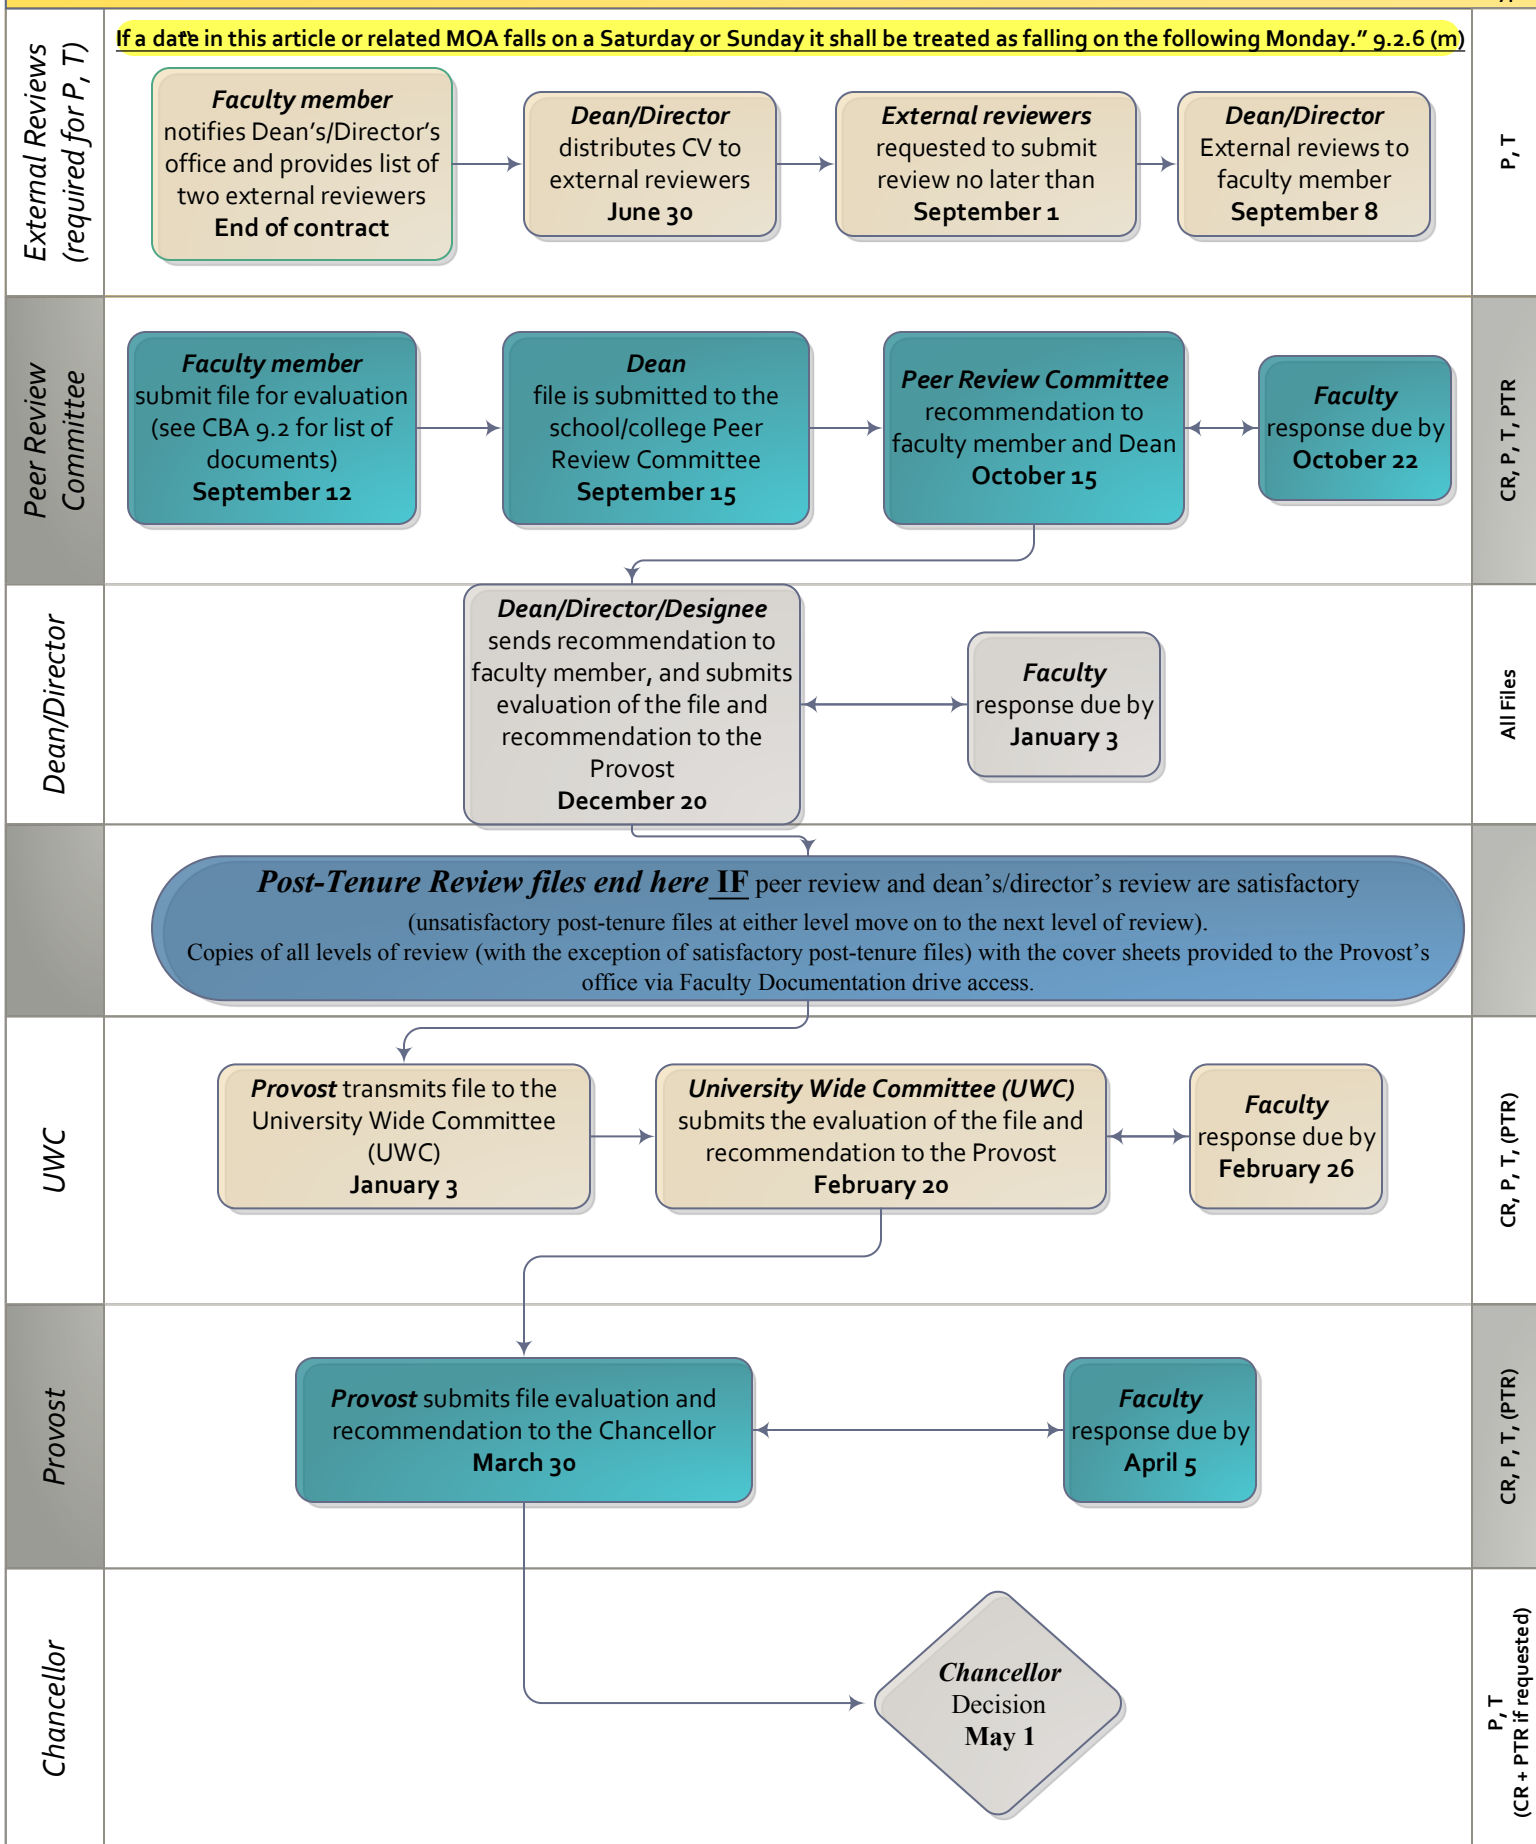 If a date in this article or related MOA falls on a Saturday or Sunday it shall be treated as falling on the following Monday.” 9.2.6 (m)
External Reviews
(required for P, T)
Faculty member
notifies Dean’s/Director’s
office and provides list of
two external reviewers
End of contract
Dean/Director
distributes CV to
external reviewers
June 30
External reviewers
requested to submit
review no later than
September 1
Dean/Director
External reviews to
faculty member
September 8
P, T
Peer Review
Committee
Faculty member
submit file for evaluation
(see CBA 9.2 for list of
documents)
September 12
Dean
file is submitted to the
school/college Peer
Review Committee
September 15
Peer Review Committee
recommendation to
faculty member and Dean
October 15
Faculty
response due by
October 22
CR, P, T, PTR
Dean/Director
Dean/Director/Designee
sends recommendation to
faculty member, and submits
evaluation of the file and
recommendation to the
Provost
December 20
Faculty
response due by
January 3
All Files
Post-Tenure Review files end here IF peer review and dean’s/director’s review are satisfactory
(unsatisfactory post-tenure files at either level move on to the next level of review).
Copies of all levels of review (with the exception of satisfactory post-tenure files) with the cover sheets provided to the Provost’s
office via Faculty Documentation drive access.
UWC
Provost transmits file to the
University Wide Committee
(UWC)
January 3
University Wide Committee (UWC)
submits the evaluation of the file and
recommendation to the Provost
February 20
Faculty
response due by
February 26
CR, P, T, (PTR)
Provost
Provost submits file evaluation and
recommendation to the Chancellor
March 30
Faculty
response due by
April 5
CR, P, T, (PTR)
Chancellor
Chancellor
Decision
May 1
P, T
(CR + PTR if requested)